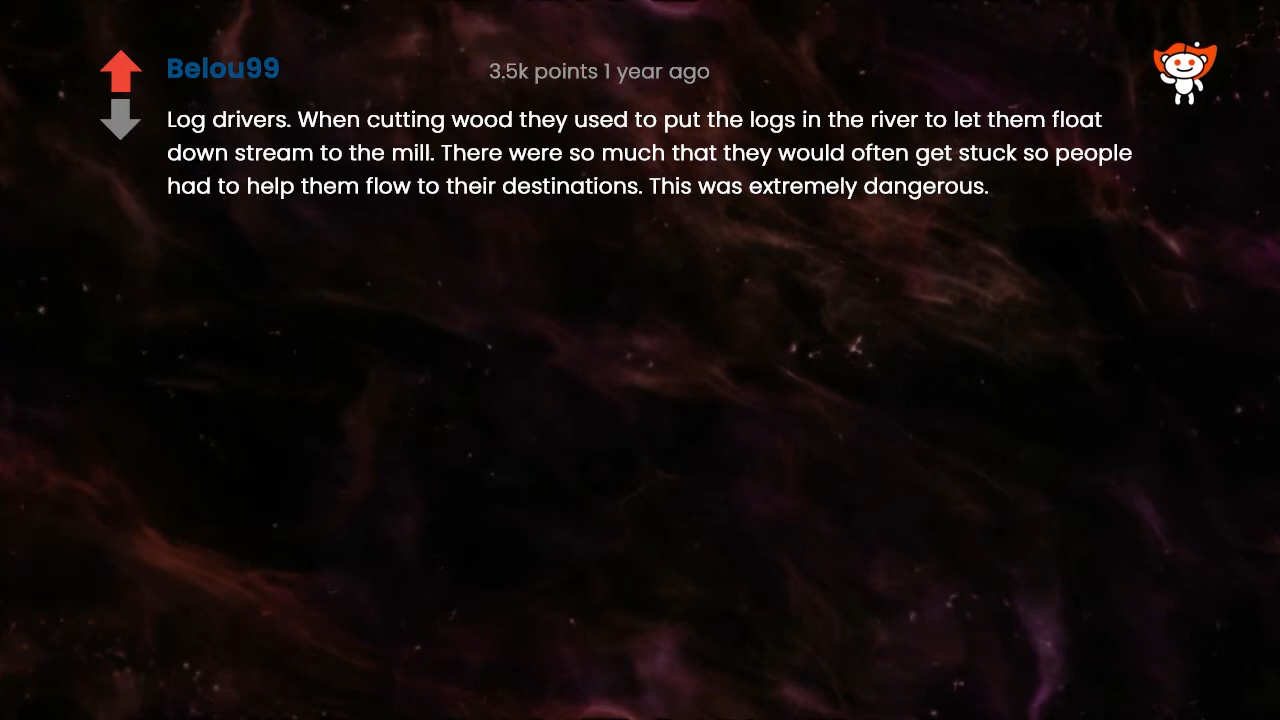 Belou99 3.5k points 1 year ago
Log drivers. When cutting wood they used to put the logs in the river to let them float
down stream to the mill. There were so much that they would often get stuck so people
had to help them flow to their destinations. This was extremely dangerous.